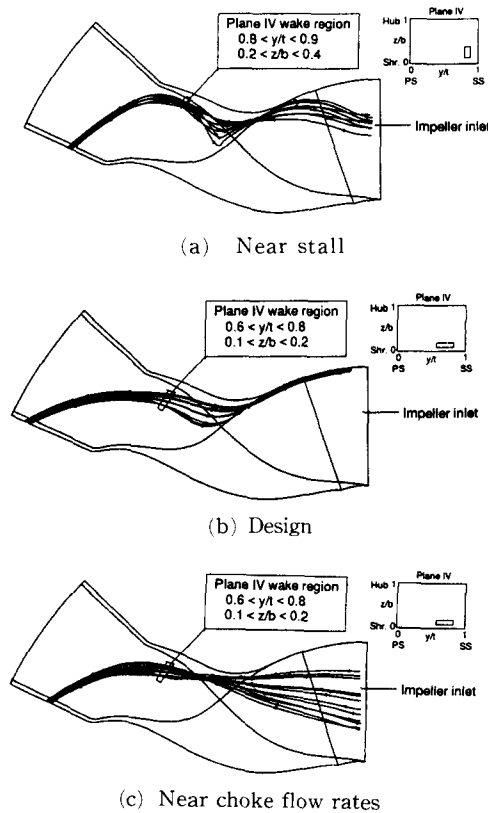 Plane IV wake region
0.8 < y/t < 0.9
0.2 < z/b < 0.4
Plane IV
Hub 1
z/b
Shr. 0
0 y/t 1
PS SS
Impeller inlet
(a) Near stall
Plane IV wake region
0.6 < y/t < 0.8
0.1 < z/b < 0.2
Plane IV
Hub 1
z/b
Shr. 0
0 y/t 1
PS SS
Impeller inlet
(b) Design
Plane IV wake region
0.6 < y/t < 0.8
0.1 < z/b < 0.2
Plane IV
Hub 1
z/b
Shr. 0
0 y/t 1
PS SS
Impeller inlet
(c) Near choke flow rates